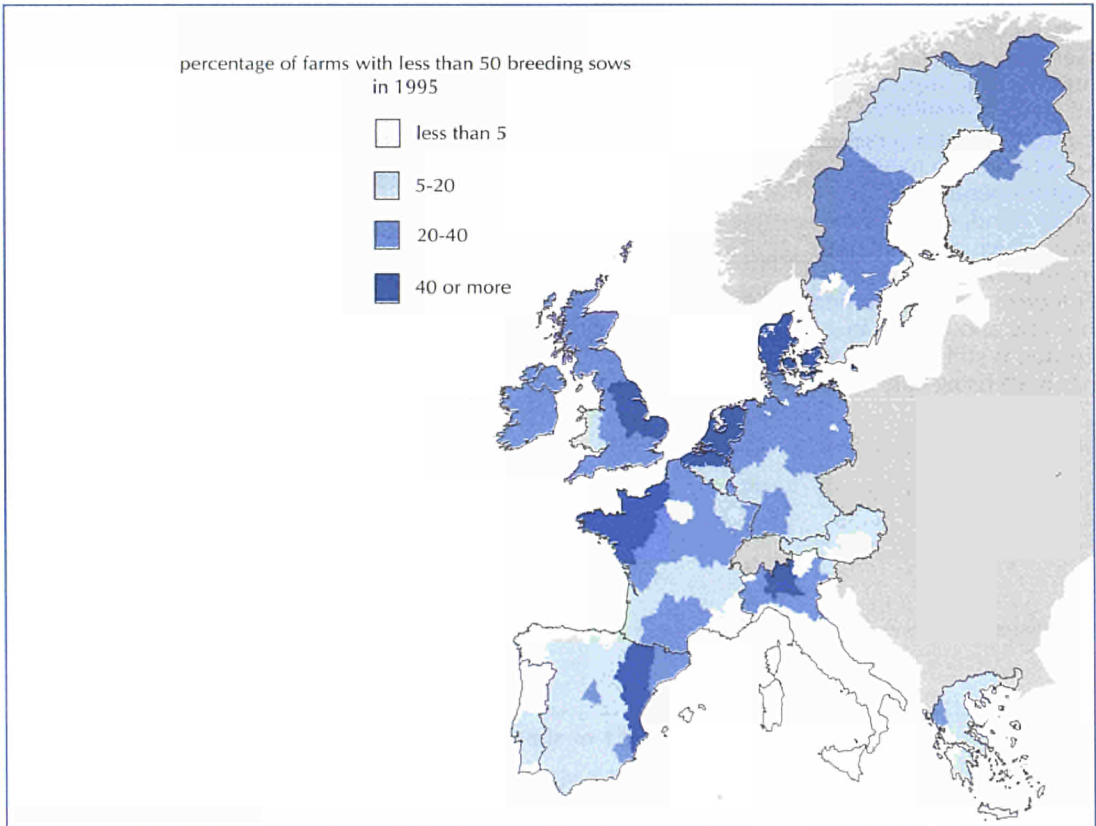 percentage of farms with less than 50 breeding sows
in 1995
less than 5
5-20
20-40
40 or more